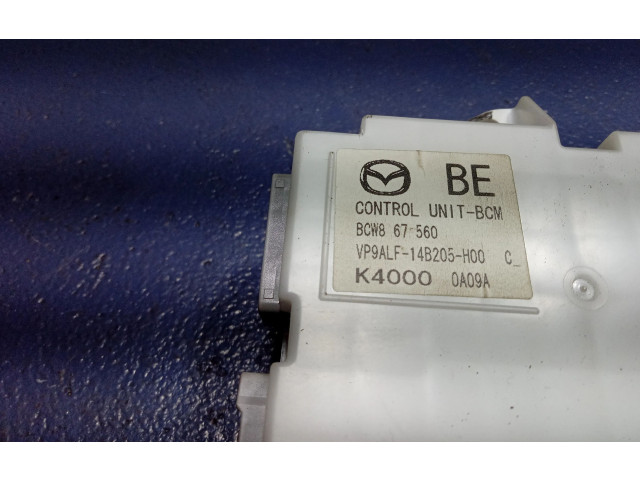 BE
CONTROL UNIT-BCM
BCW8 67 560
VP9ALF-14B205-H00 C_
K4000 0A09A